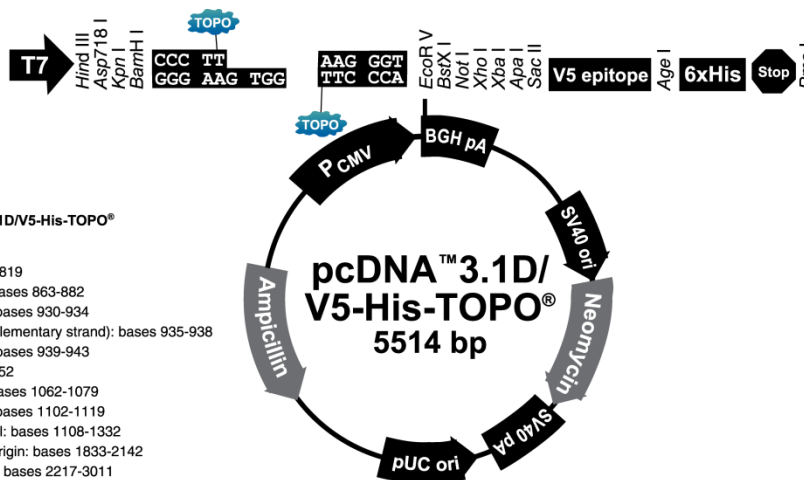 T7
Hind III
Asp718 I
Kpn I
BamH I
TOPO
CCC TT
GGG AAG TGG
AAG GGT
TTC CCA
TOPO
EcoR V
BstX I
Not I
Xho I
Xba I
Apa I
Sac II
V5 epitope
Age I
6xHis
Stop
PCMV
BGH pA
SV40 ori
Neomycin
SV40 pA
pUC ori
Ampicillin
pcDNA™3.1D/
V5-His-TOPO®
5514 bp
1D/V5-His-TOPO®
819
bases 863-882
bases 930-934
lementary strand): bases 935-938
bases 939-943
52
ases 1062-1079
bases 1102-1119
l: bases 1108-1332
rigin: bases 1833-2142
bases 2217-3011